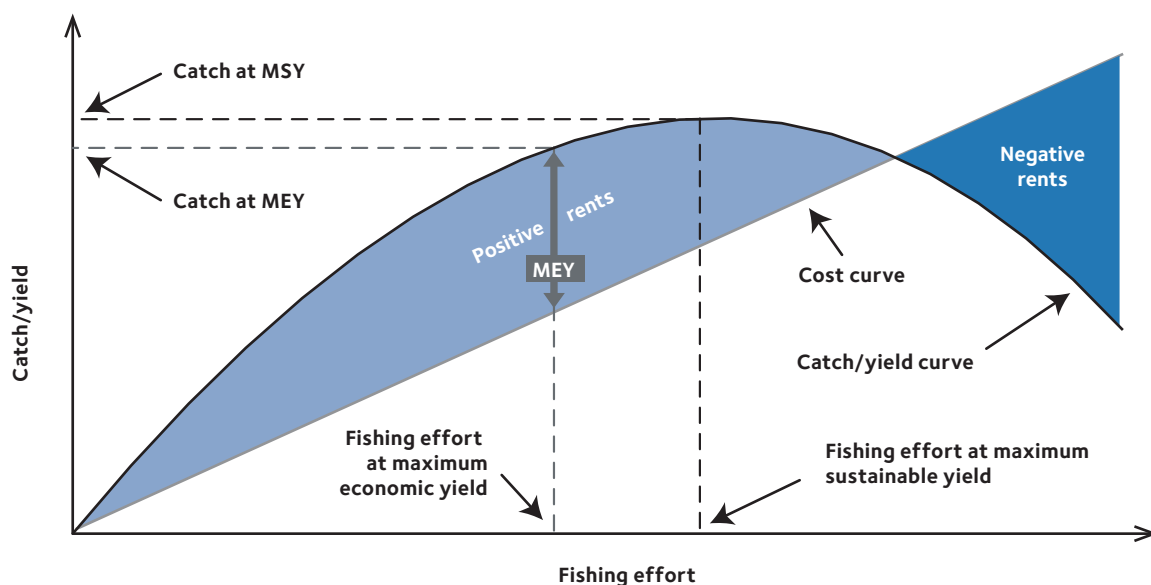 Catch at MSY
Catch at MEY
Positive rents
MEY
Negative
rents
Cost curve
Catch/yield curve
Fishing effort
at maximum
economic yield
Fishing effort at maximum
sustainable yield
Catch/yield
Fishing effort